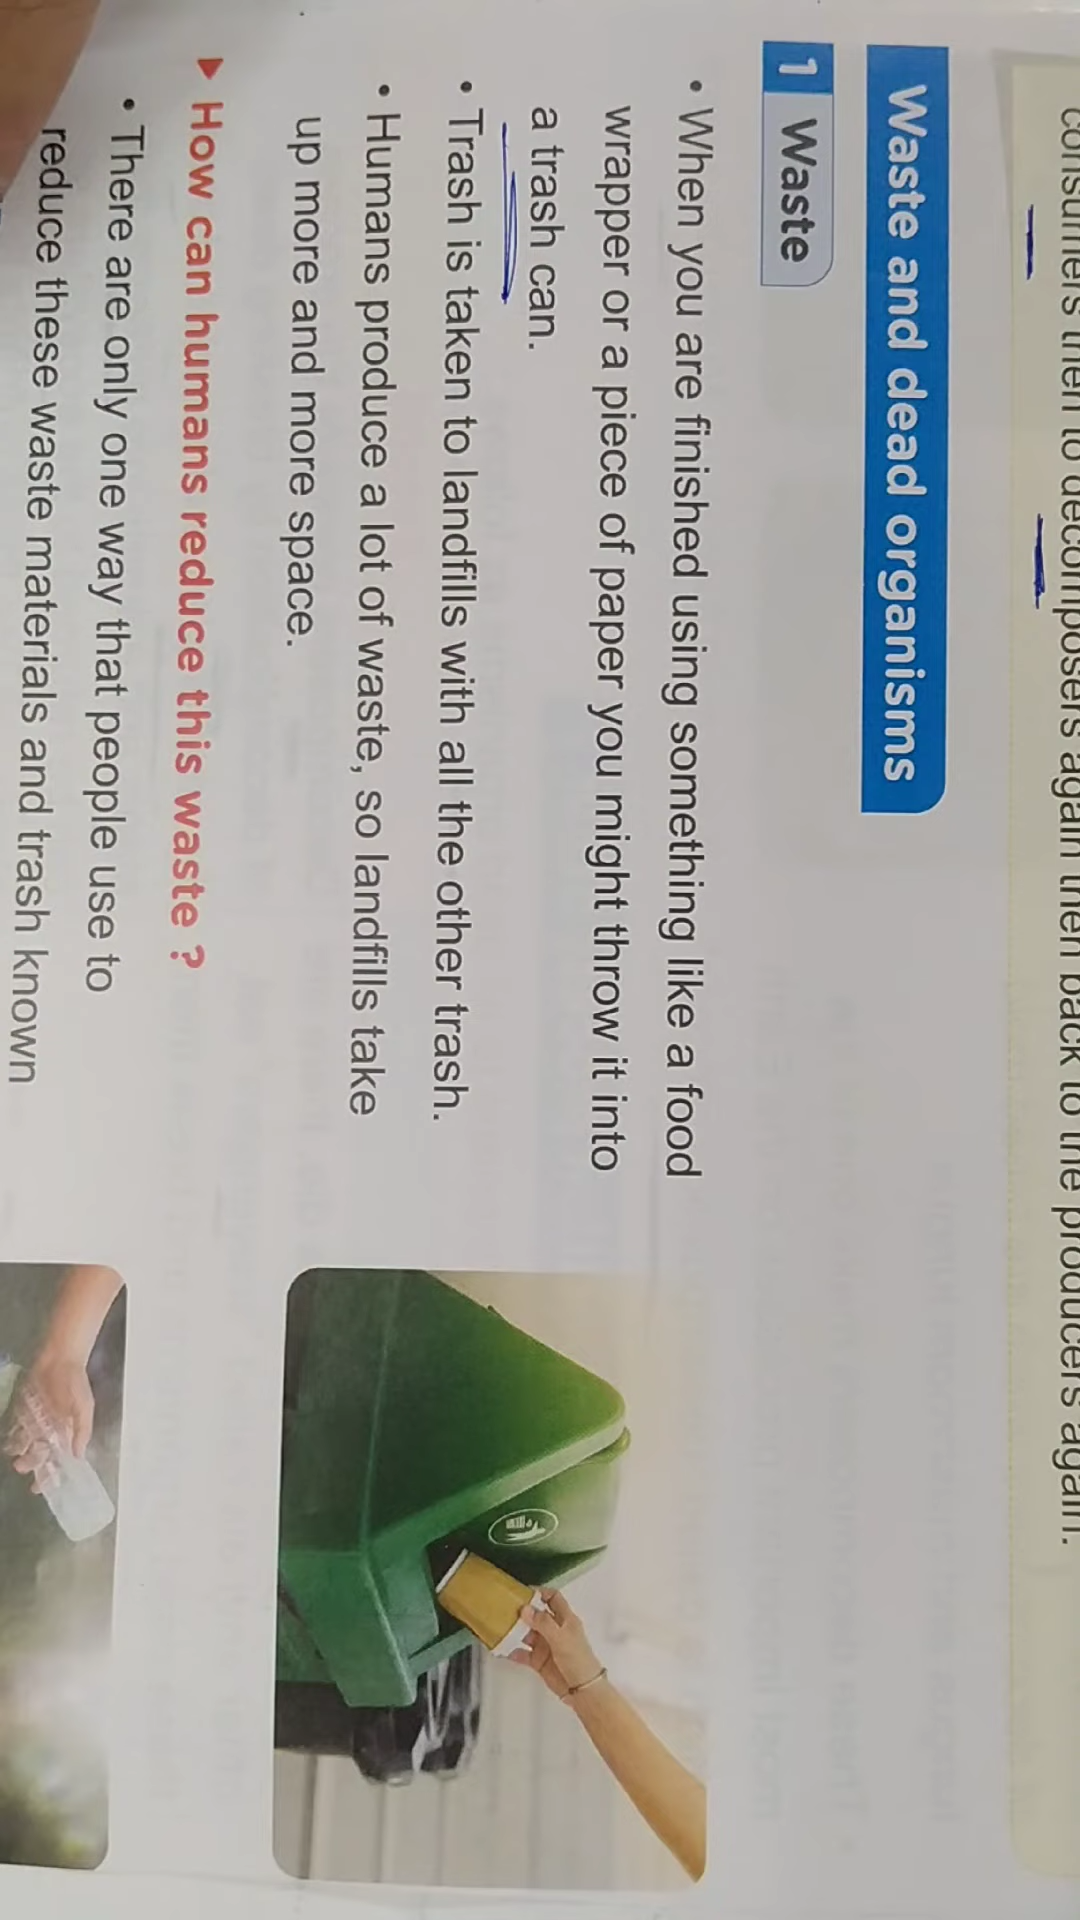 consumers then to decomposers again then back to the producers again.
Waste and dead organisms
1 Waste
• When you are finished using something like a food
wrapper or a piece of paper you might throw it into
a trash can.
• Trash is taken to landfills with all the other trash.
• Humans produce a lot of waste, so landfills take
up more and more space.
▶ How can humans reduce this waste ?
• There are only one way that people use to
reduce these waste materials and trash known